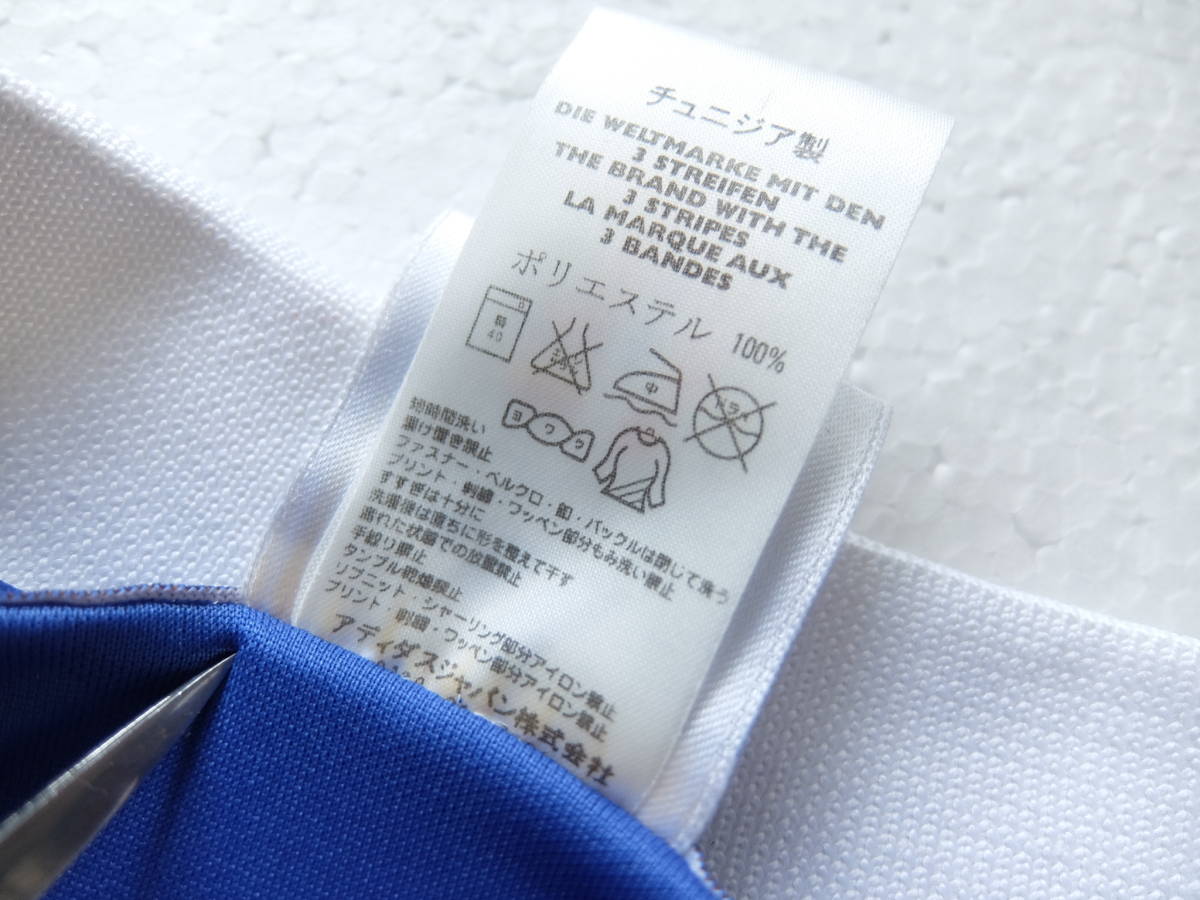 チュニジア製
DIE WELTMARKE MIT DEN
3 STREIFEN
THE BRAND WITH THE
3 STRIPES
LA MARQUE AUX
3 BANDES
ポリエステル 100%
40
中
ヨワク
短時間洗い
漬け置き禁止
ファスナー・ベルクロ・釦・バックルは閉じて洗う
プリント・刺繍・ワッペン部分もみ洗い禁止
すすぎは十分に
洗濯後は直ちに形を整えて干す
濡れた状態での放置禁止
手絞り禁止
タンブル乾燥禁止
リブニット・シャーリング部分アイロン禁止
プリント・刺繍・ワッペン部分アイロン禁止
アディダスジャパン株式会社